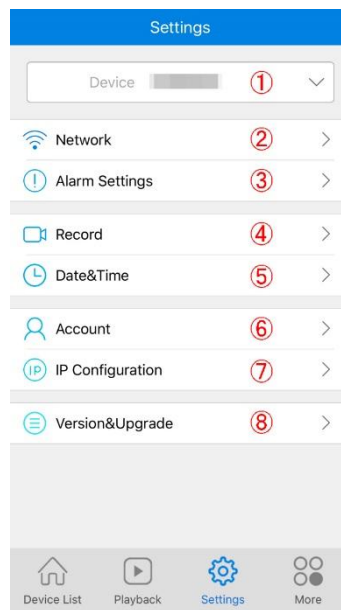 Settings
Device ①
Network ②
Alarm Settings ③
Record ④
Date&Time ⑤
Account ⑥
IP IP Configuration ⑦
Version&Upgrade ⑧
Device List Playback Settings More